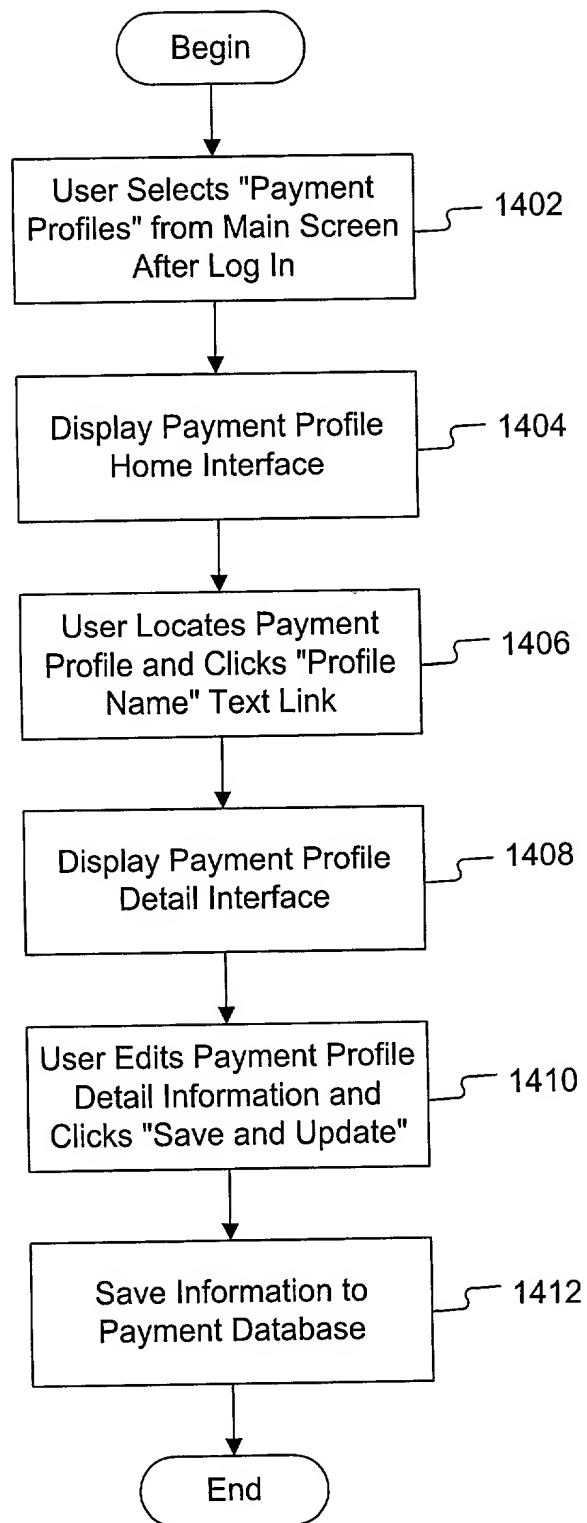 Begin
User Selects "Payment
Profiles" from Main Screen
After Log In
1402
Display Payment Profile
Home Interface
1404
User Locates Payment
Profile and Clicks "Profile
Name" Text Link
1406
Display Payment Profile
Detail Interface
1408
User Edits Payment Profile
Detail Information and
Clicks "Save and Update"
1410
Save Information to
Payment Database
1412
End